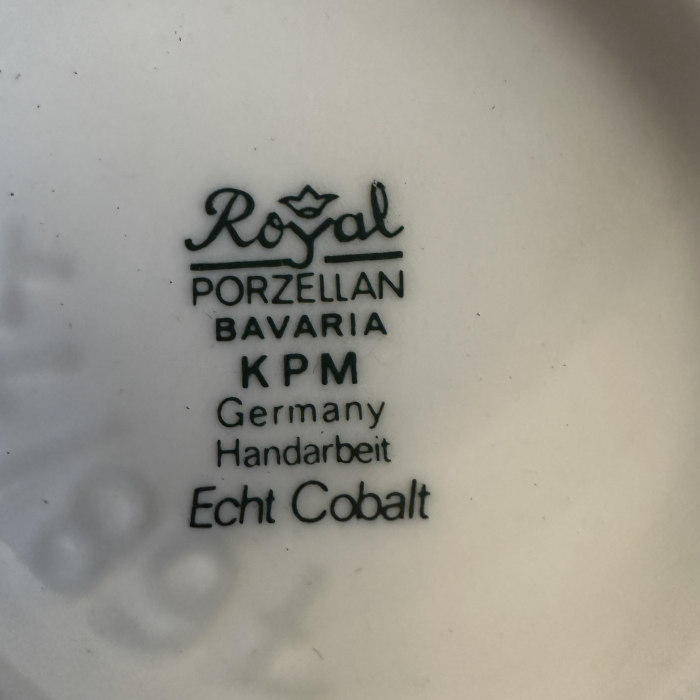 Royal
PORZELLAN
BAVARIA
KPM
Germany
Handarbeit
Echt Cobalt